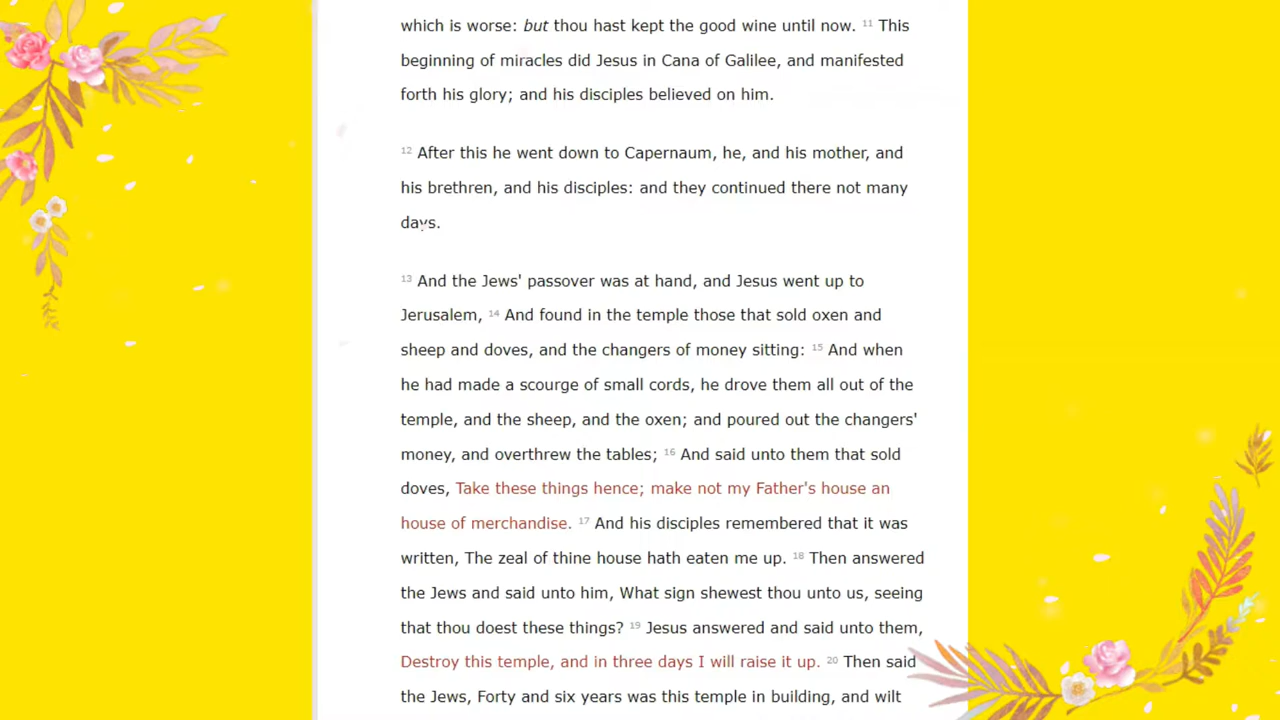 which is worse: but thou hast kept the good wine until now. 11 This
beginning of miracles did Jesus in Cana of Galilee, and manifested
forth his glory; and his disciples believed on him.
12 After this he went down to Capernaum, he, and his mother, and
his brethren, and his disciples: and they continued there not many
days.
13 And the Jews' passover was at hand, and Jesus went up to
Jerusalem, 14 And found in the temple those that sold oxen and
sheep and doves, and the changers of money sitting: 15 And when
he had made a scourge of small cords, he drove them all out of the
temple, and the sheep, and the oxen; and poured out the changers'
money, and overthrew the tables; 16 And said unto them that sold
doves, Take these things hence; make not my Father's house an
house of merchandise. 17 And his disciples remembered that it was
written, The zeal of thine house hath eaten me up. 18 Then answered
the Jews and said unto him, What sign shewest thou unto us, seeing
that thou doest these things? 19 Jesus answered and said unto them,
Destroy this temple, and in three days I will raise it up. 20 Then said
the Jews, Forty and six years was this temple in building, and wilt